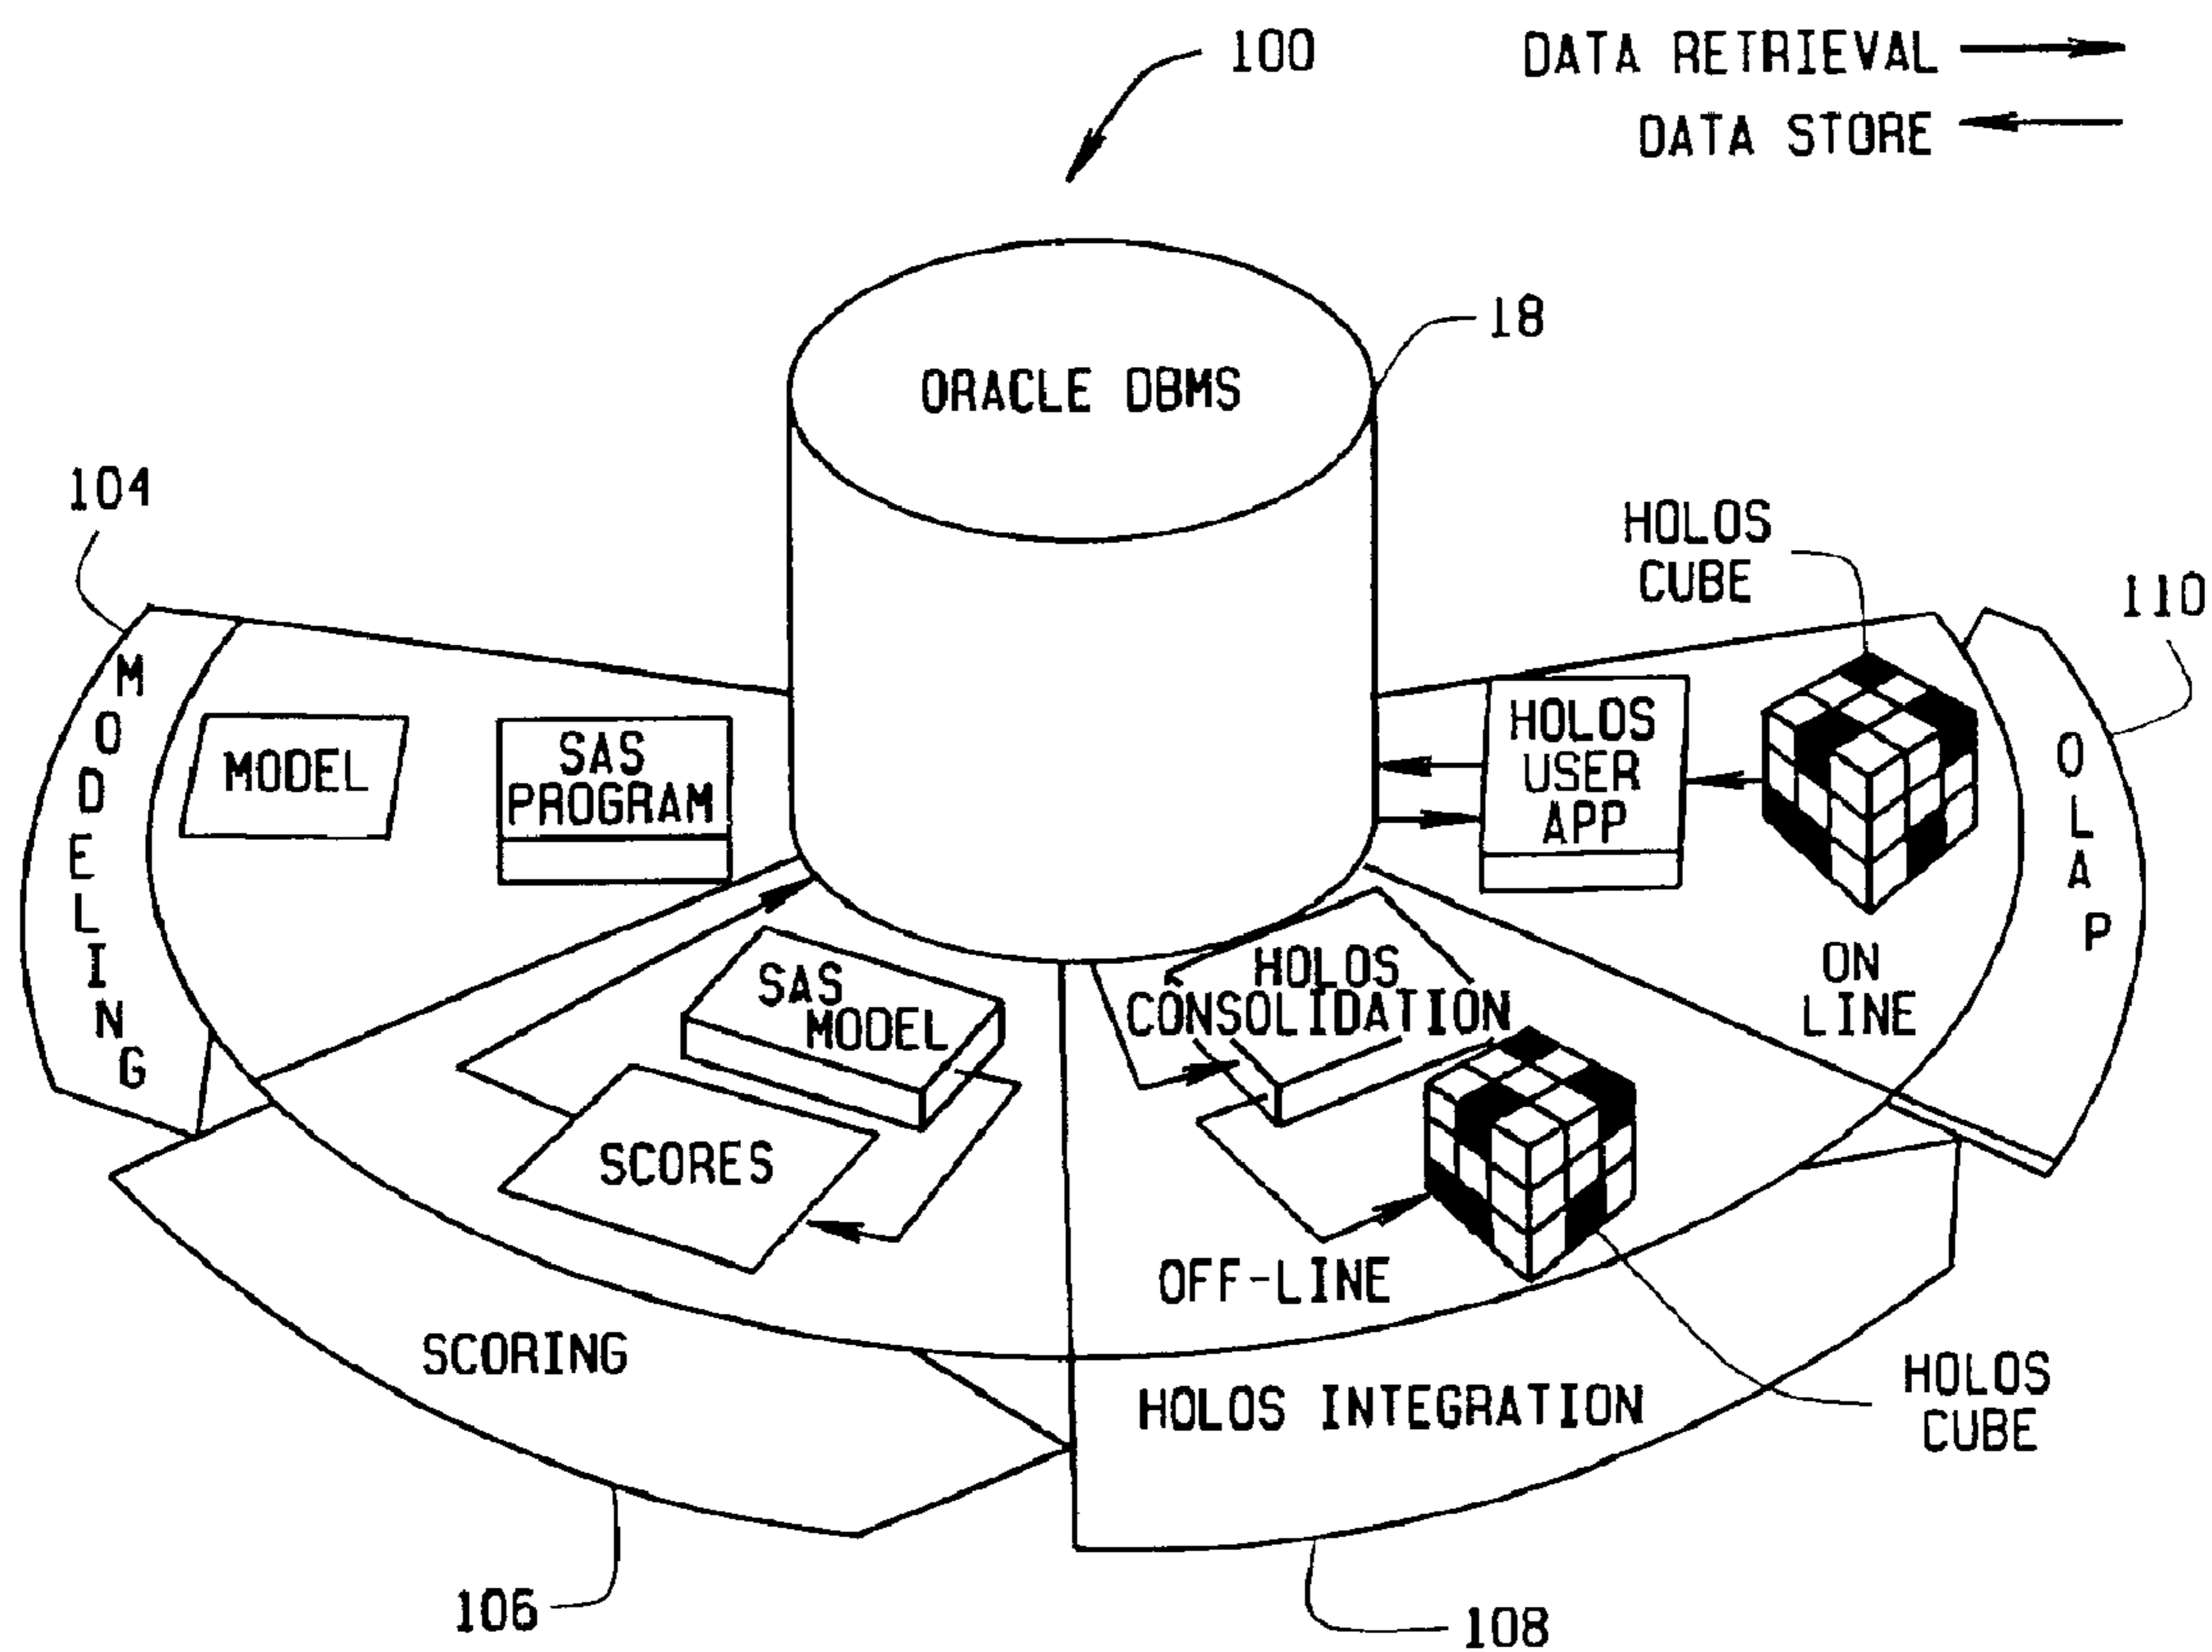 100
DATA RETRIEVAL
DATA STORE
18
ORACLE DBMS
104
HOLOS
CUBE
110
MODELING
MODEL
SAS
PROGRAM
HOLOS
USER
APP
OLAP
ON
LINE
SAS
MODEL
HOLOS
CONSOLIDATION
SCORES
OFF-LINE
SCORING
HOLOS INTEGRATION
HOLOS
CUBE
106
108